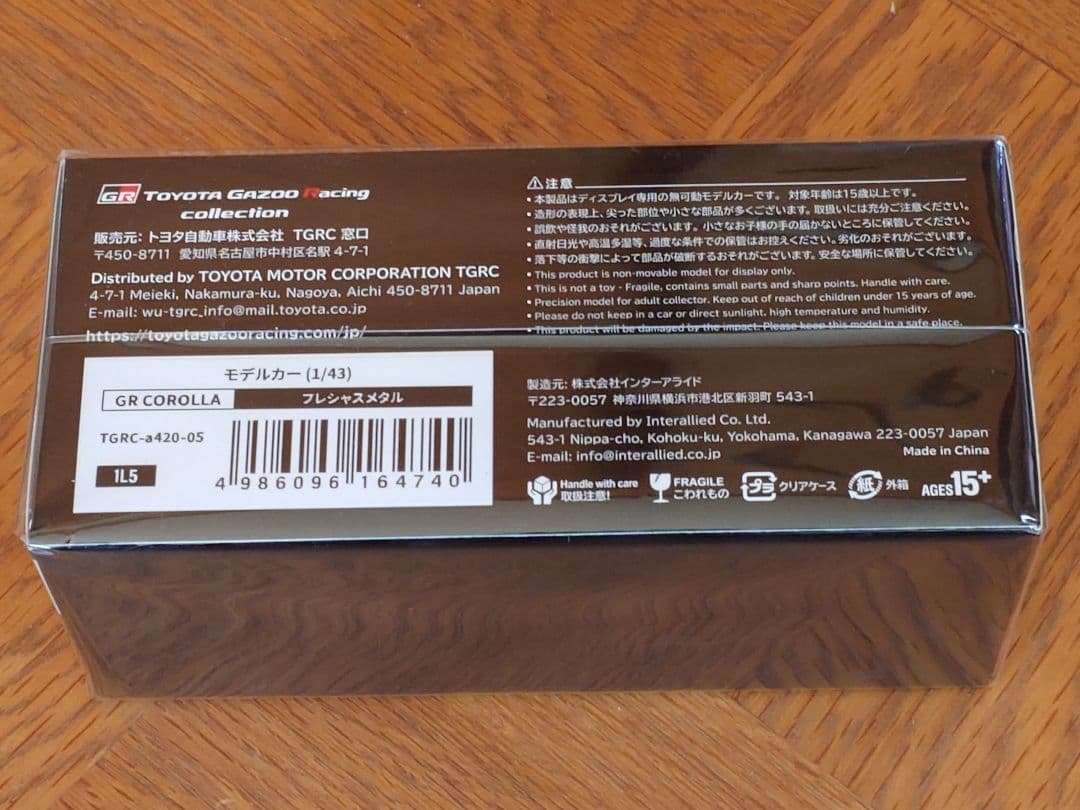 GR TOYOTA GAZOO Racing
collection
販売元: トヨタ自動車株式会社 TGRC 窓口
〒450-8711 愛知県名古屋市中村区名駅 4-7-1
Distributed by TOYOTA MOTOR CORPORATION TGRC
4-7-1 Meieki, Nakamura-ku, Nagoya, Aichi 450-8711 Japan
E-mail: wu-tgrc_info@mail.toyota.co.jp
https://toyotagazooracing.com/jp/
⚠注意
• 本製品はディスプレイ専用の無可動モデルカーです。 対象年齢は15歳以上です。
• 造形の表現上、尖った部位や小さな部品が多くございます。取扱いには充分ご注意ください。
• 誤飲や怪我のおそれがございます。小さなお子様の手の届かないところに保管してください。
• 直射日光や高温多湿等、過度な条件での保管はお控えください。劣化のおそれがございます。
• 落下等の衝撃によって部品が破断するおそれがございます。安全な場所に保管してください。
• This product is non-movable model for display only.
• This is not a toy - Fragile, contains small parts and sharp points. Handle with care.
• Precision model for adult collector. Keep out of reach of children under 15 years of age.
• Please do not keep in a car or direct sunlight, high temperature and humidity.
• This product will be damaged by the impact. Please keep this model in a safe place.
モデルカー (1/43)
GR COROLLA プレシャスメタル
TGRC-a420-05
1L5
4 986096 164740
製造元: 株式会社インターアライド
〒223-0057 神奈川県横浜市港北区新羽町 543-1
Manufactured by Interallied Co. Ltd.
543-1 Nippa-cho, Kohoku-ku, Yokohama, Kanagawa 223-0057 Japan
E-mail: info@interallied.co.jp
Made in China
Handle with care
取扱注意!
FRAGILE
こわれもの
プラ クリアケース
紙 外箱
AGES15+